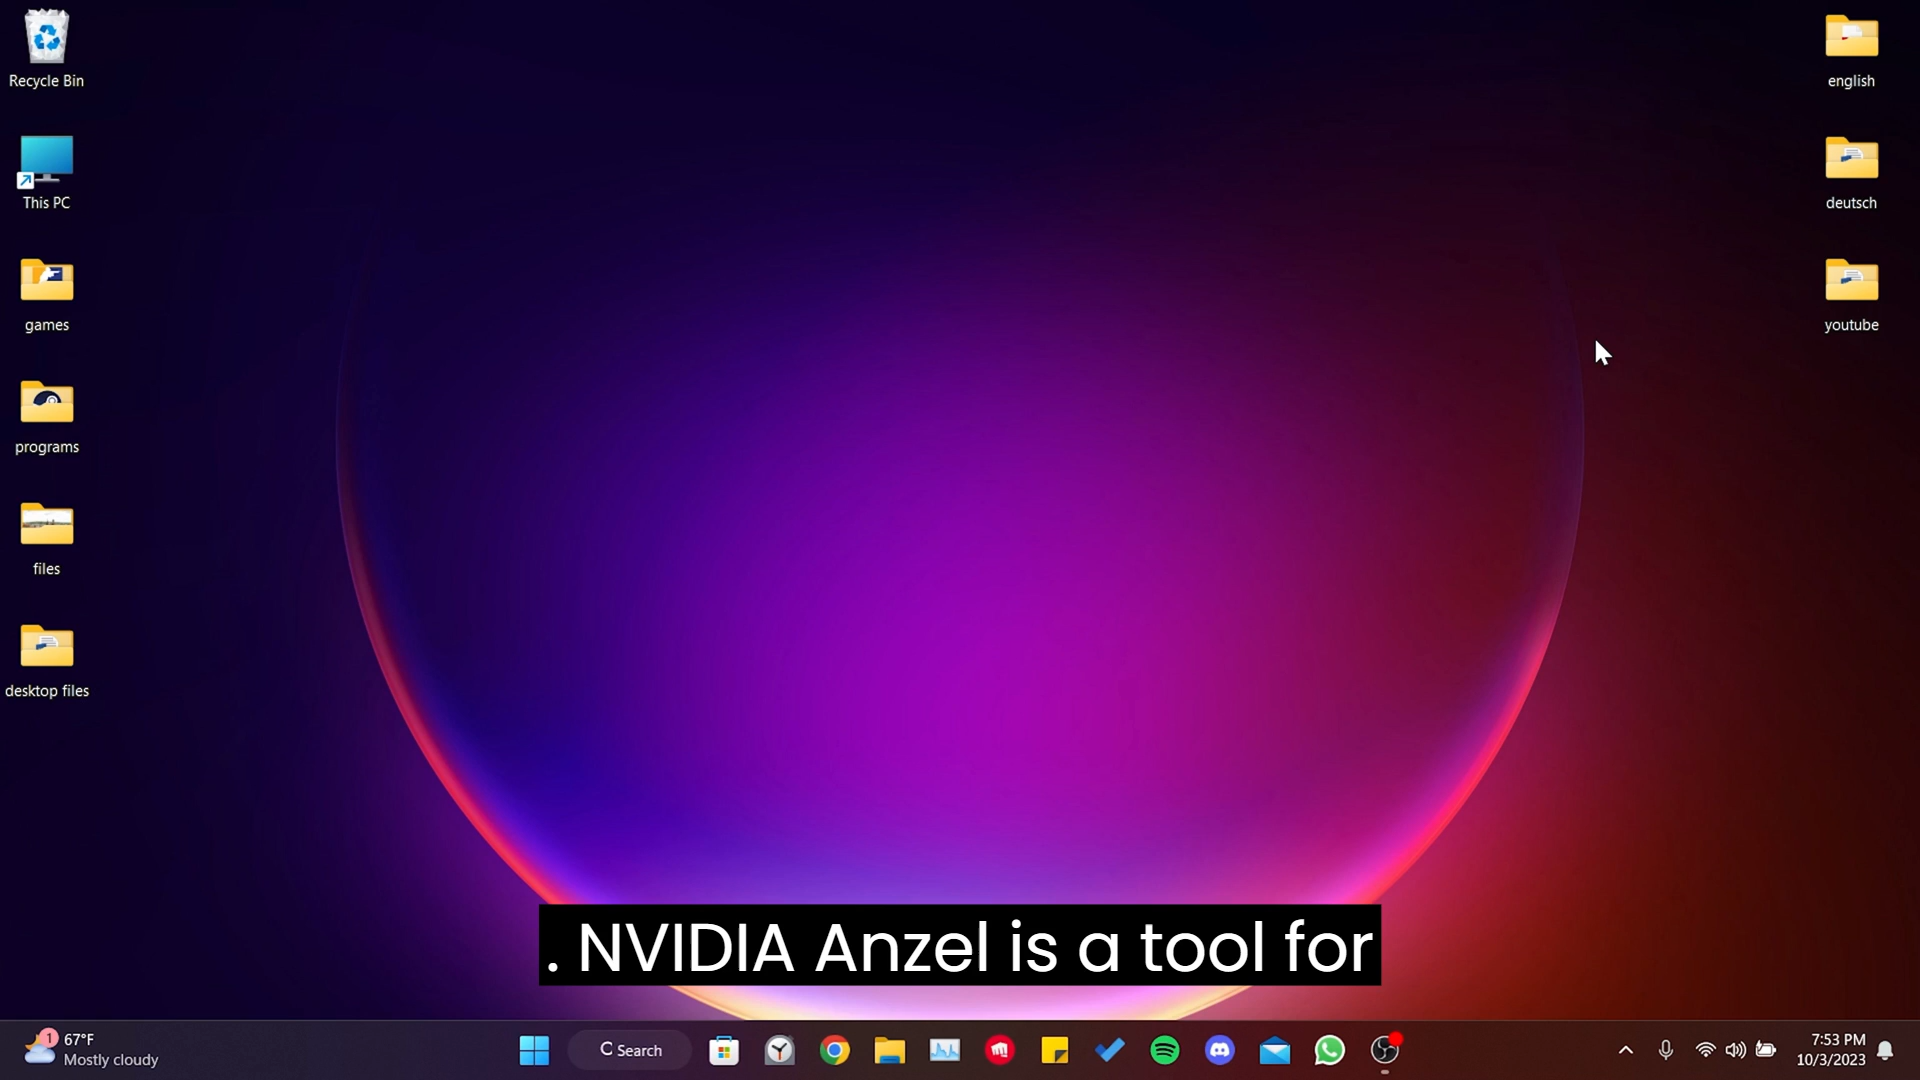 Recycle Bin
This PC
games
programs
files
desktop files
english
deutsch
youtube
. NVIDIA Anzel is a tool for
1
67°F
Mostly cloudy
Search
7:53 PM
10/3/2023